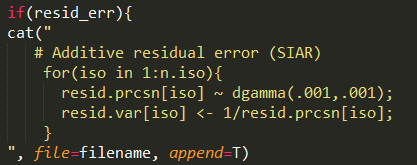 if(resid_err){
cat("
# Additive residual error (SIAR)
for(iso in 1:n.iso){
resid.prcsn[iso] ~ dgamma(.001,.001);
resid.var[iso] <- 1/resid.prcsn[iso];
}
", file=filename, append=T)